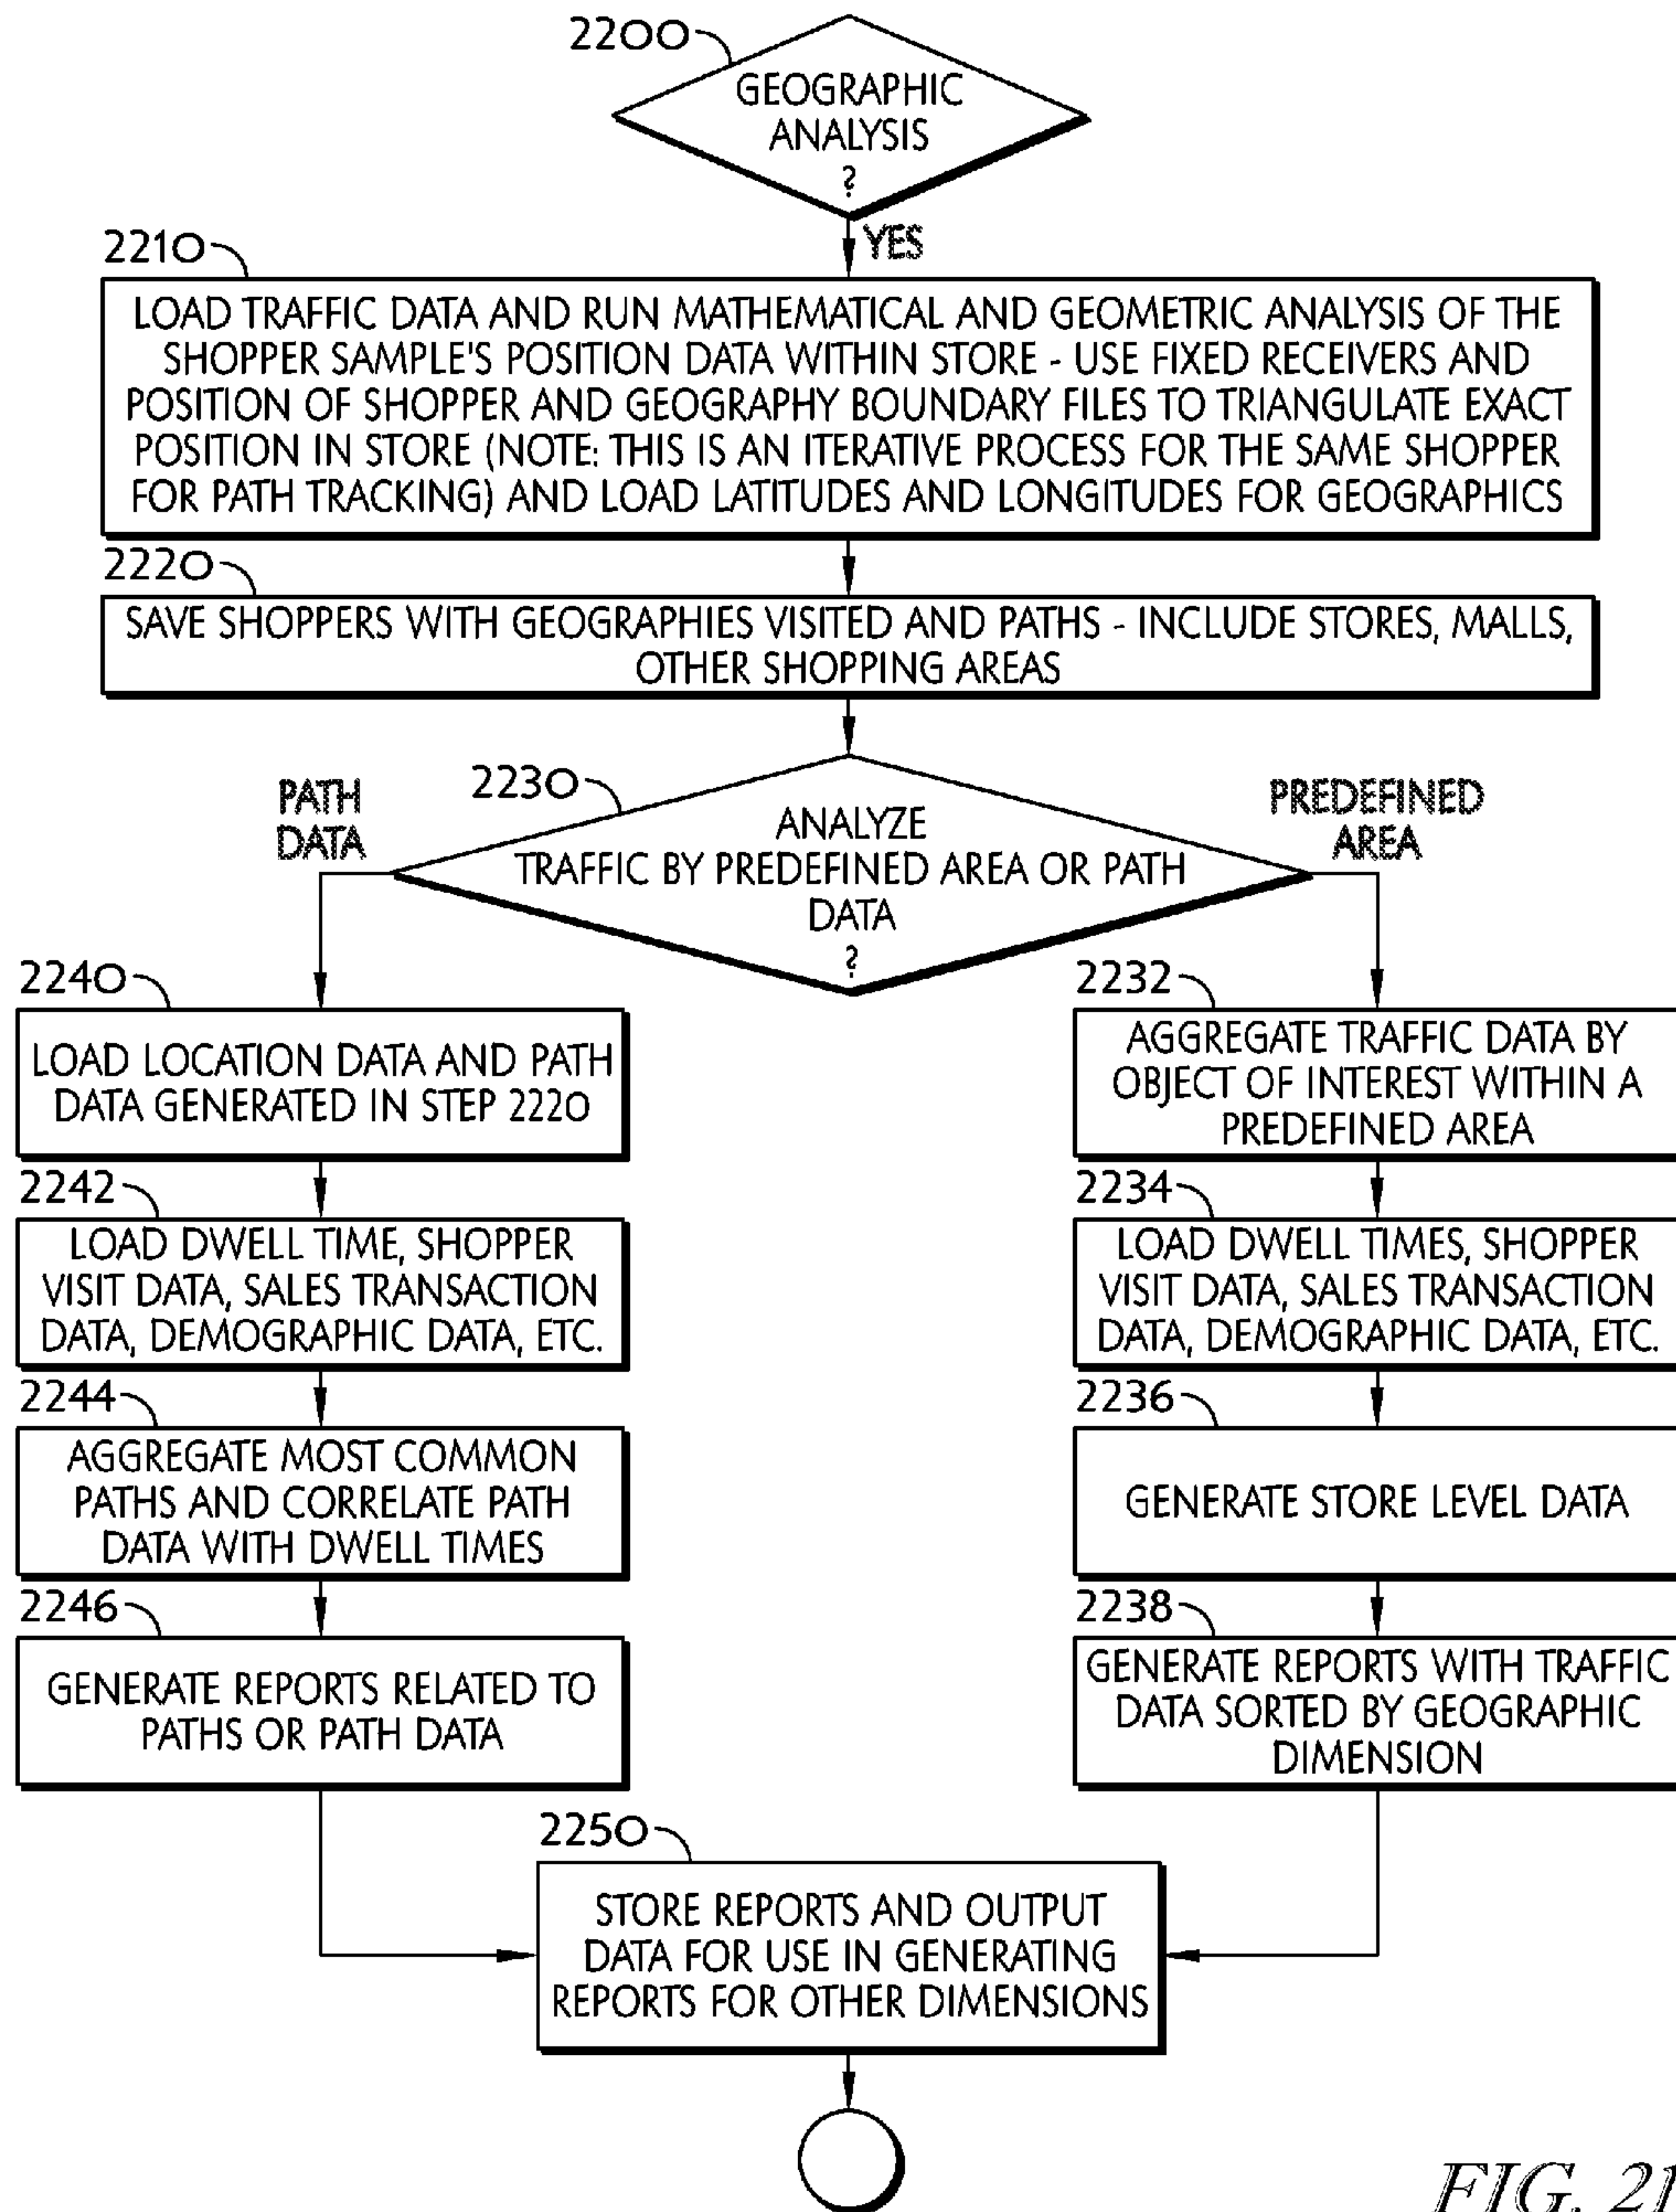 2200
GEOGRAPHIC
ANALYSIS
?
YES
2210
LOAD TRAFFIC DATA AND RUN MATHEMATICAL AND GEOMETRIC ANALYSIS OF THE
SHOPPER SAMPLE'S POSITION DATA WITHIN STORE - USE FIXED RECEIVERS AND
POSITION OF SHOPPER AND GEOGRAPHY BOUNDARY FILES TO TRIANGULATE EXACT
POSITION IN STORE (NOTE: THIS IS AN ITERATIVE PROCESS FOR THE SAME SHOPPER
FOR PATH TRACKING) AND LOAD LATITUDES AND LONGITUDES FOR GEOGRAPHICS
2220
SAVE SHOPPERS WITH GEOGRAPHIES VISITED AND PATHS - INCLUDE STORES, MALLS,
OTHER SHOPPING AREAS
2230
ANALYZE
TRAFFIC BY PREDEFINED AREA OR PATH
DATA
?
PATH
DATA
PREDEFINED
AREA
2240
LOAD LOCATION DATA AND PATH
DATA GENERATED IN STEP 2220
2242
LOAD DWELL TIME, SHOPPER
VISIT DATA, SALES TRANSACTION
DATA, DEMOGRAPHIC DATA, ETC.
2244
AGGREGATE MOST COMMON
PATHS AND CORRELATE PATH
DATA WITH DWELL TIMES
2246
GENERATE REPORTS RELATED TO
PATHS OR PATH DATA
2232
AGGREGATE TRAFFIC DATA BY
OBJECT OF INTEREST WITHIN A
PREDEFINED AREA
2234
LOAD DWELL TIMES, SHOPPER
VISIT DATA, SALES TRANSACTION
DATA, DEMOGRAPHIC DATA, ETC.
2236
GENERATE STORE LEVEL DATA
2238
GENERATE REPORTS WITH TRAFFIC
DATA SORTED BY GEOGRAPHIC
DIMENSION
2250
STORE REPORTS AND OUTPUT
DATA FOR USE IN GENERATING
REPORTS FOR OTHER DIMENSIONS
FIG. 21